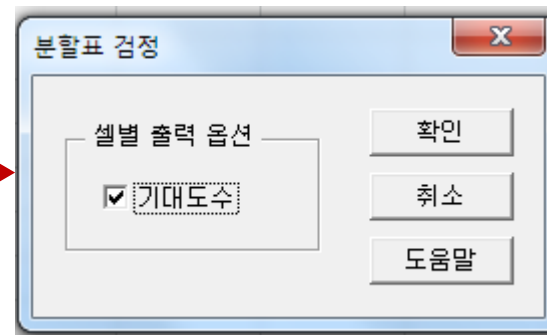 분할표 검정
셀별 출력 옵션
기대도수
확인
취소
도움말